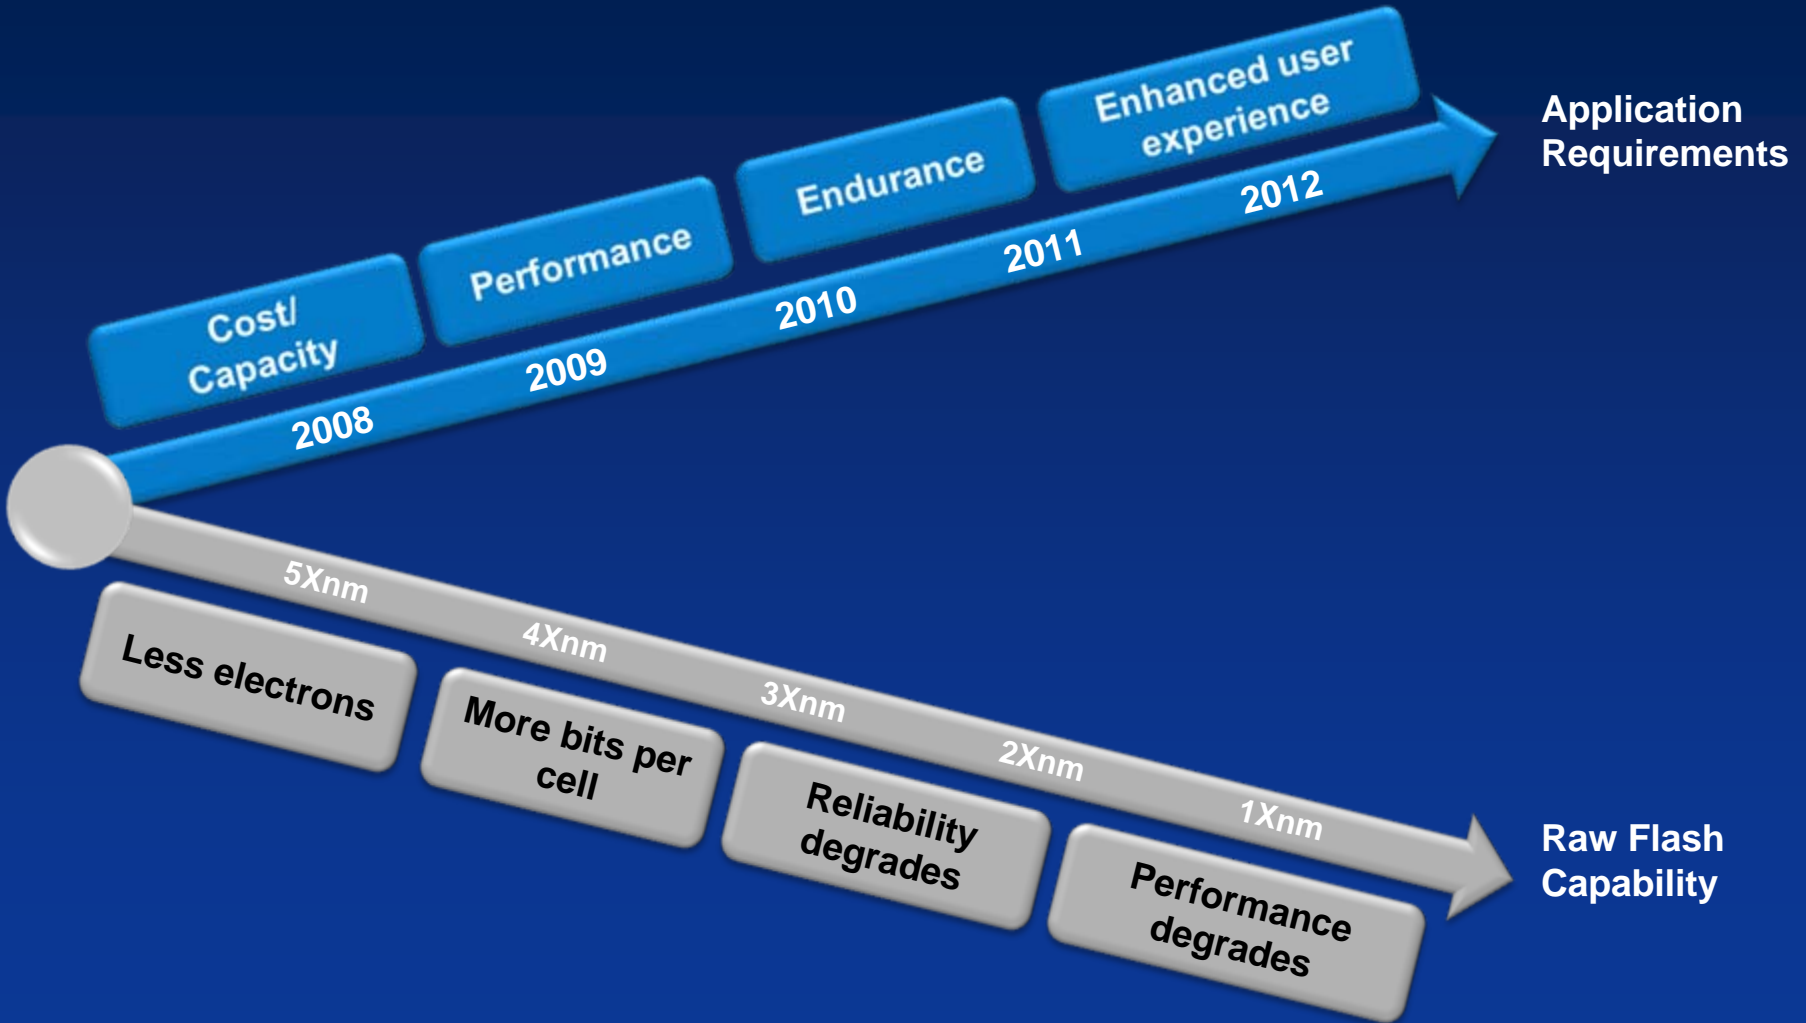 Enhanced user
experience
Application
Requirements
Endurance
2012
Performance
2011
Cost/
Capacity
2010
2009
2008
5Xnm
4Xnm
3Xnm
2Xnm
1Xnm
Less electrons
More bits per
cell
Reliability
degrades
Performance
degrades
Raw Flash
Capability